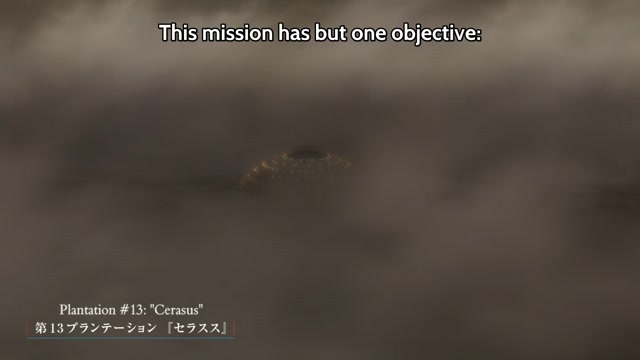 This mission has but one objective:
Plantation #13: "Cerasus"
第13プランテーション 『セラスス』